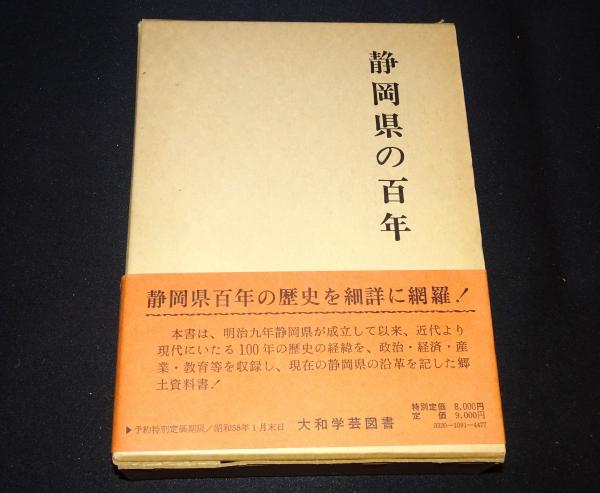 静岡県の百年
静岡県百年の歴史を細詳に網羅！
本書は、明治九年静岡県が成立して以来、近代より
現代にいたる100年の歴史の経緯を、政治・経済・産
業・教育等を収録し、現在の静岡県の沿革を記した郷
土資料書！
特別定価 8,000円
定価 9,000円
3320-1091-4477
▶予約特別定価期限／昭和58年1月末日 大和学芸図書